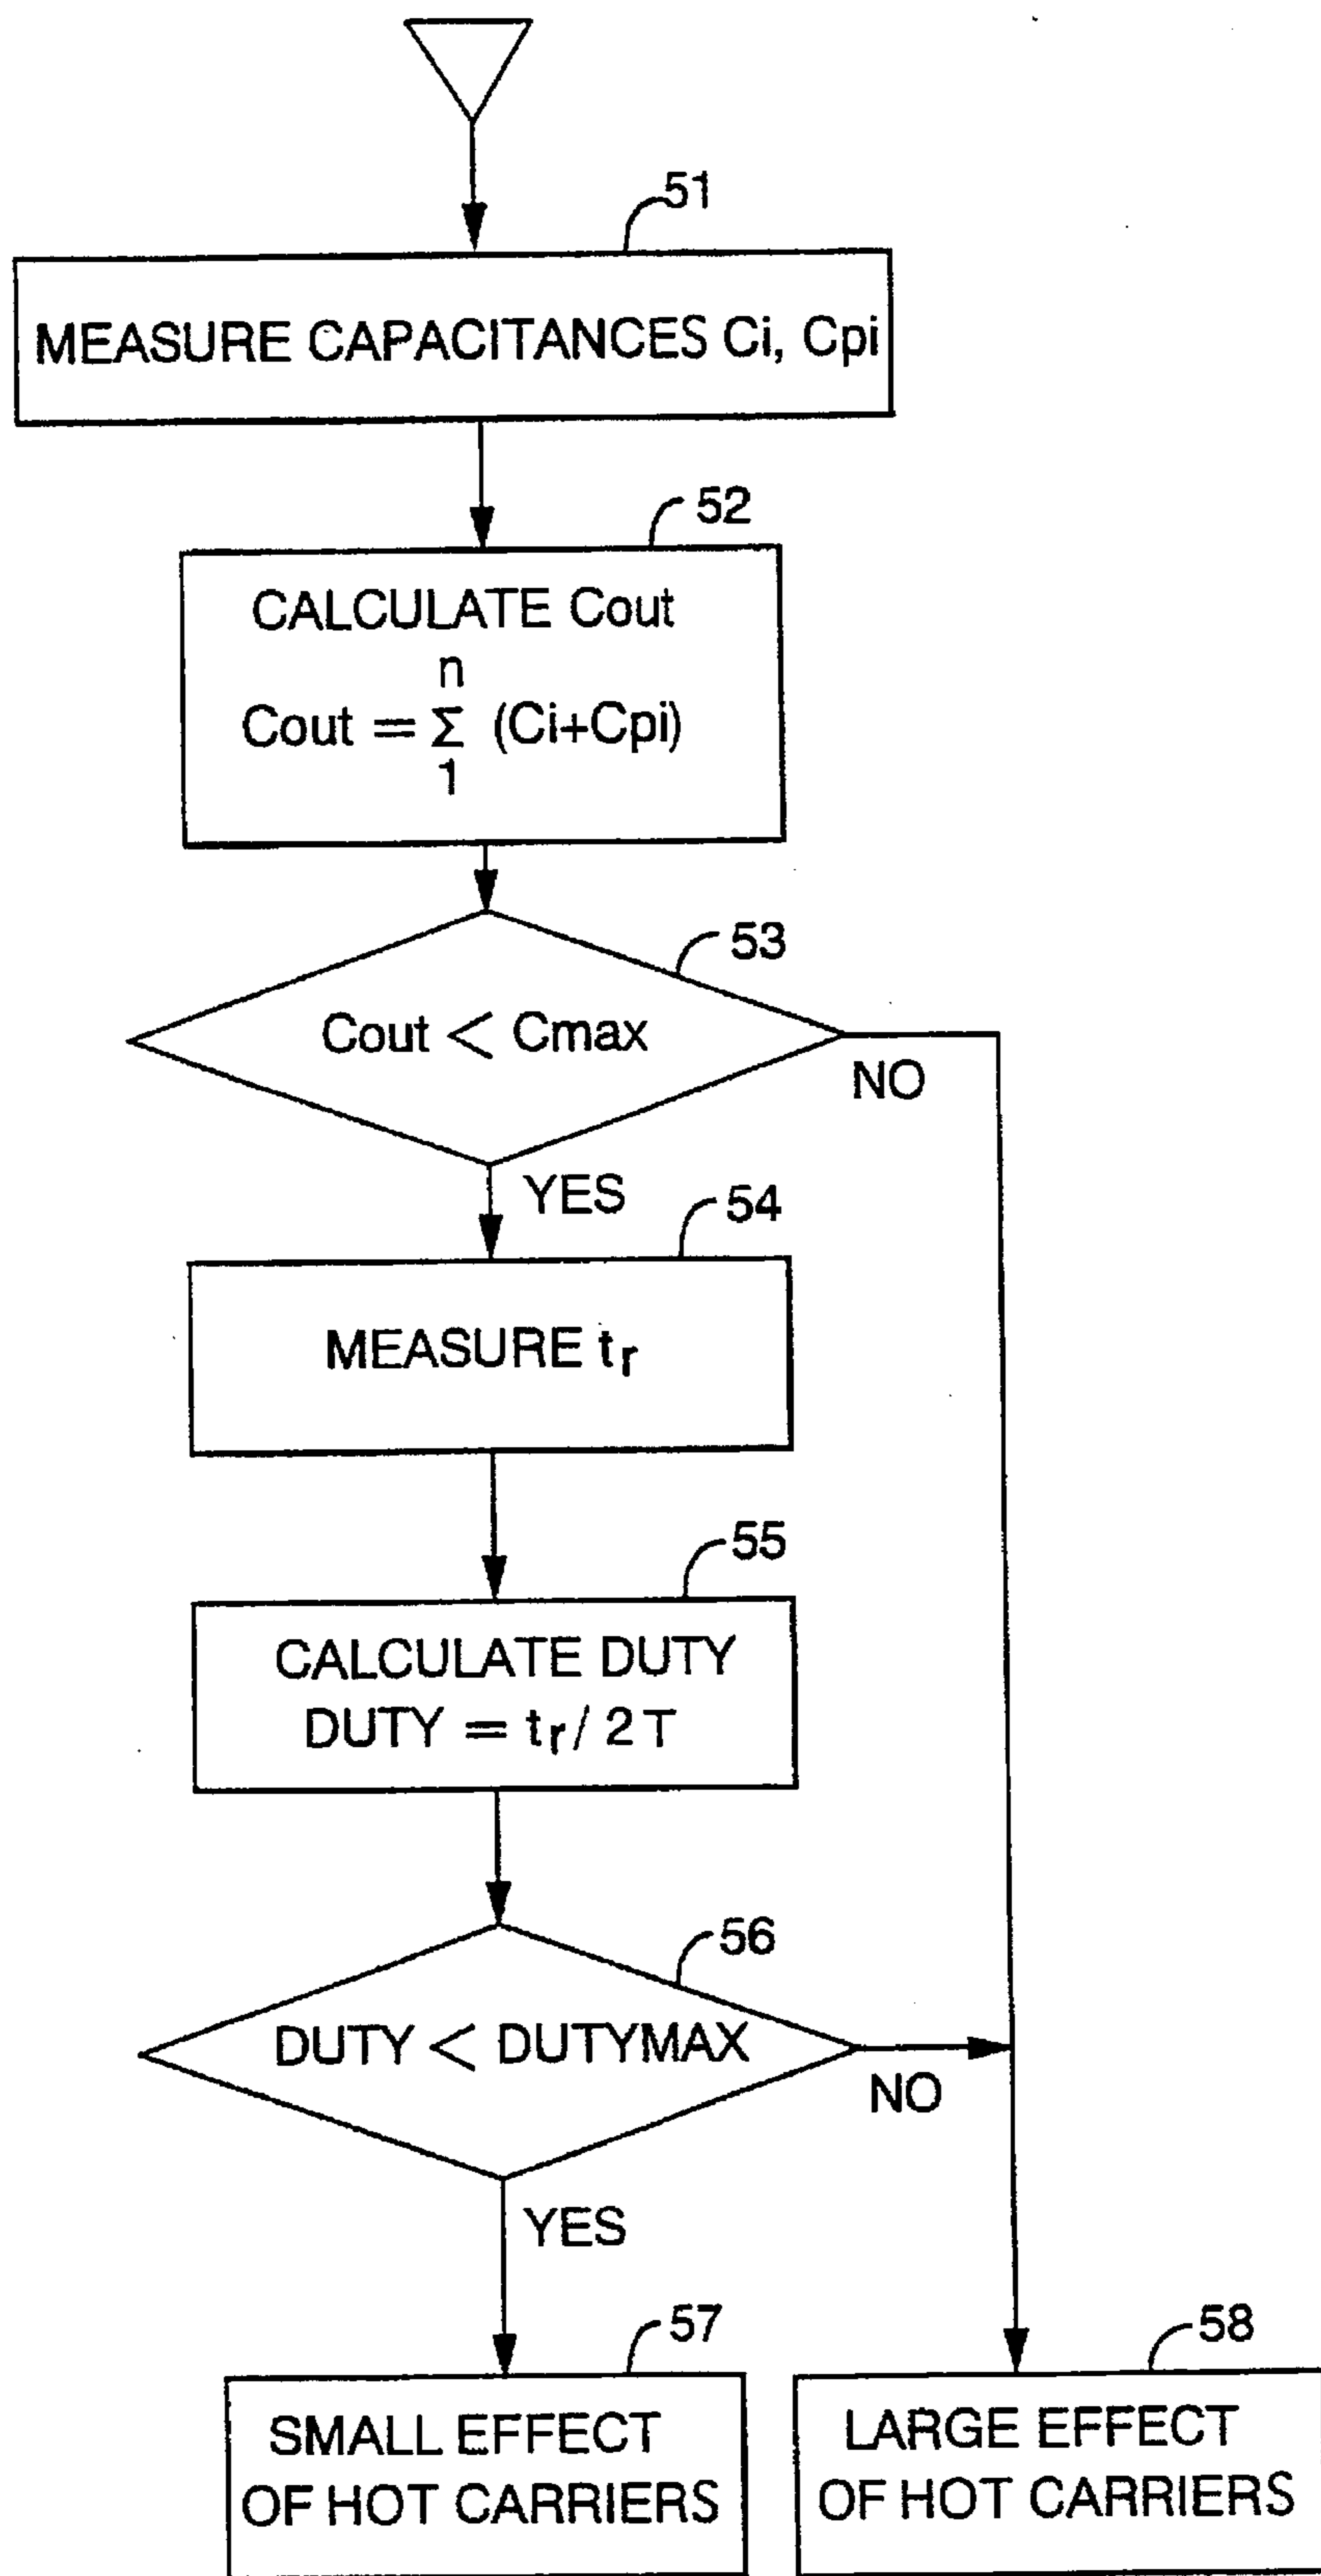 51
MEASURE CAPACITANCES Ci, Cpi
52
CALCULATE Cout
n
Cout = Σ (Ci+Cpi)
1
53
Cout < Cmax
NO
YES
54
MEASURE tr
55
CALCULATE DUTY
DUTY = tr / 2T
56
DUTY < DUTYMAX
NO
YES
57
58
SMALL EFFECT
OF HOT CARRIERS
LARGE EFFECT
OF HOT CARRIERS